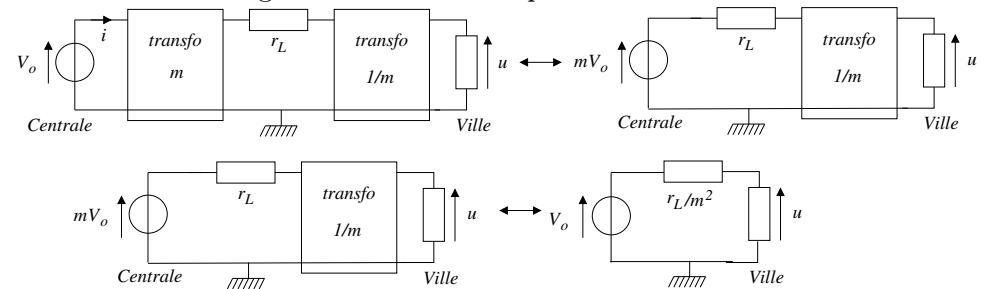 i transfo m r_L transfo 1/m
V_o u mV_o r_L transfo 1/m u
Centrale Ville Centrale Ville
mV_o r_L transfo 1/m u V_o r_L/m² u
Centrale Ville Ville